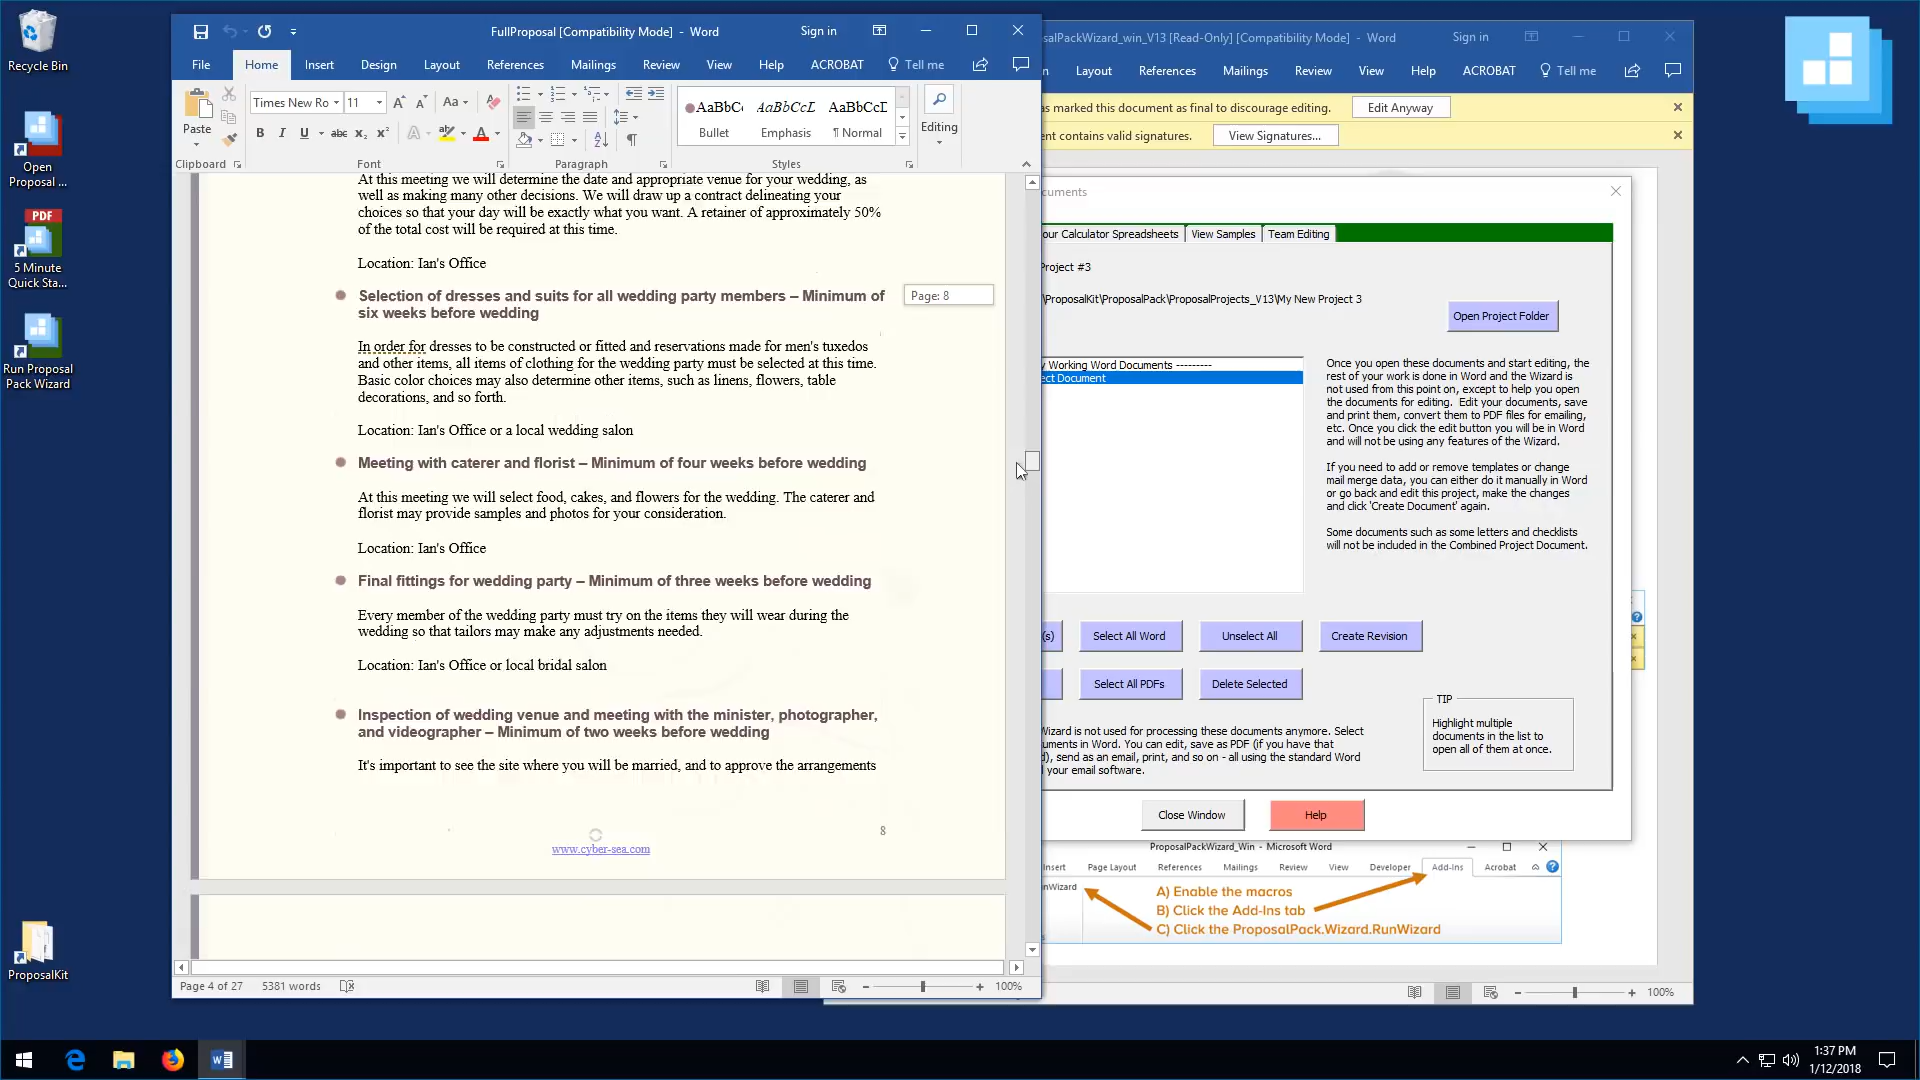 Recycle Bin
Open
Proposal ...
PDF
5 Minute
Quick Sta...
Run Proposal
Pack Wizard
ProposalKit
FullProposal [Compatibility Mode] - Word
Sign in
File Home Insert Design Layout References Mailings Review View Help ACROBAT Tell me
Paste
Clipboard
Times New Ro 11
Aa
B I U abc x₂ x²
A
Font
Paragraph
AaBbC AaBbCcD AaBbCcD
Bullet Emphasis ¶ Normal
Styles
Editing
At this meeting we will determine the date and appropriate venue for your wedding, as
well as making many other decisions. We will draw up a contract delineating your
choices so that your day will be exactly what you want. A retainer of approximately 50%
of the total cost will be required at this time.
Location: Ian's Office
Selection of dresses and suits for all wedding party members – Minimum of
six weeks before wedding
Page: 8
In order for dresses to be constructed or fitted and reservations made for men's tuxedos
and other items, all items of clothing for the wedding party must be selected at this time.
Basic color choices may also determine other items, such as linens, flowers, table
decorations, and so forth.
Location: Ian's Office or a local wedding salon
Meeting with caterer and florist – Minimum of four weeks before wedding
At this meeting we will select food, cakes, and flowers for the wedding. The caterer and
florist may provide samples and photos for your consideration.
Location: Ian's Office
Final fittings for wedding party – Minimum of three weeks before wedding
Every member of the wedding party must try on the items they will wear during the
wedding so that tailors may make any adjustments needed.
Location: Ian's Office or local bridal salon
Inspection of wedding venue and meeting with the minister, photographer,
and videographer – Minimum of two weeks before wedding
It's important to see the site where you will be married, and to approve the arrangements
8
www.cyber-sea.com
Page 4 of 27 5381 words
100%
salPackWizard_win_V13 [Read-Only] [Compatibility Mode] - Word
Sign in
n Layout References Mailings Review View Help ACROBAT Tell me
as marked this document as final to discourage editing. Edit Anyway
ent contains valid signatures. View Signatures...
cuments
our Calculator Spreadsheets View Samples Team Editing
Project #3
\ProposalKit\ProposalPack\ProposalProjects_V13\My New Project 3
Open Project Folder
y Working Word Documents ---------
ect Document
Once you open these documents and start editing, the
rest of your work is done in Word and the Wizard is
not used from this point on, except to help you open
the documents for editing. Edit your documents, save
and print them, convert them to PDF files for emailing,
etc. Once you click the edit button you will be in Word
and will not be using any features of the Wizard.
If you need to add or remove templates or change
mail merge data, you can either do it manually in Word
or go back and edit this project, make the changes
and click 'Create Document' again.
Some documents such as some letters and checklists
will not be included in the Combined Project Document.
(s) Select All Word Unselect All Create Revision
Select All PDFs Delete Selected
TIP
Highlight multiple
documents in the list to
open all of them at once.
Wizard is not used for processing these documents anymore. Select
uments in Word. You can edit, save as PDF (if you have that
d), send as an email, print, and so on - all using the standard Word
d your email software.
Close Window Help
ProposalPackWizard_Win - Microsoft Word
Insert Page Layout References Mailings Review View Developer Add-Ins Acrobat
nWizard
A) Enable the macros
B) Click the Add-Ins tab
C) Click the ProposalPack.Wizard.RunWizard
100%
1:37 PM
1/12/2018